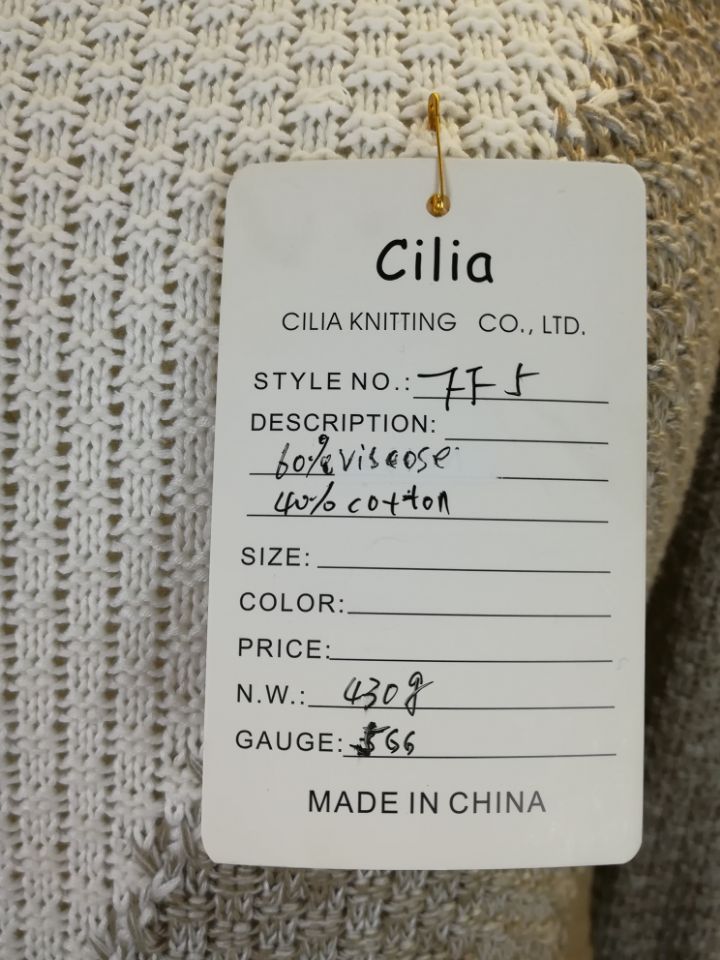 Cilia
CILIA KNITTING CO., LTD.
STYLE NO.: 7F5
DESCRIPTION:
60% viscose
40% cotton
SIZE:
COLOR:
PRICE:
N.W.: 430g
GAUGE:
MADE IN CHINA